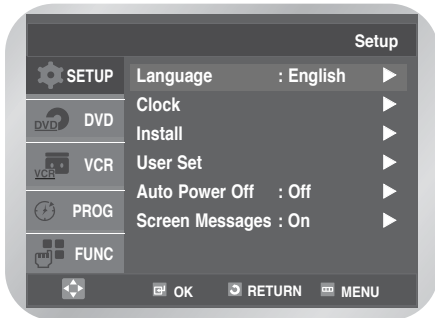 Setup
SETUP
Language : English
Clock
DVD DVD
Install
VCR VCR
User Set
Auto Power Off : Off
PROG
Screen Messages : On
FUNC
OK RETURN MENU